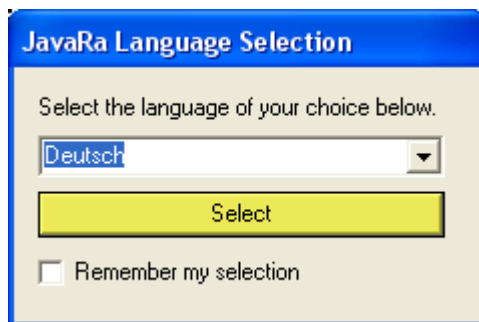 JavaRa Language Selection
Select the language of your choice below.
Deutsch
Select
Remember my selection